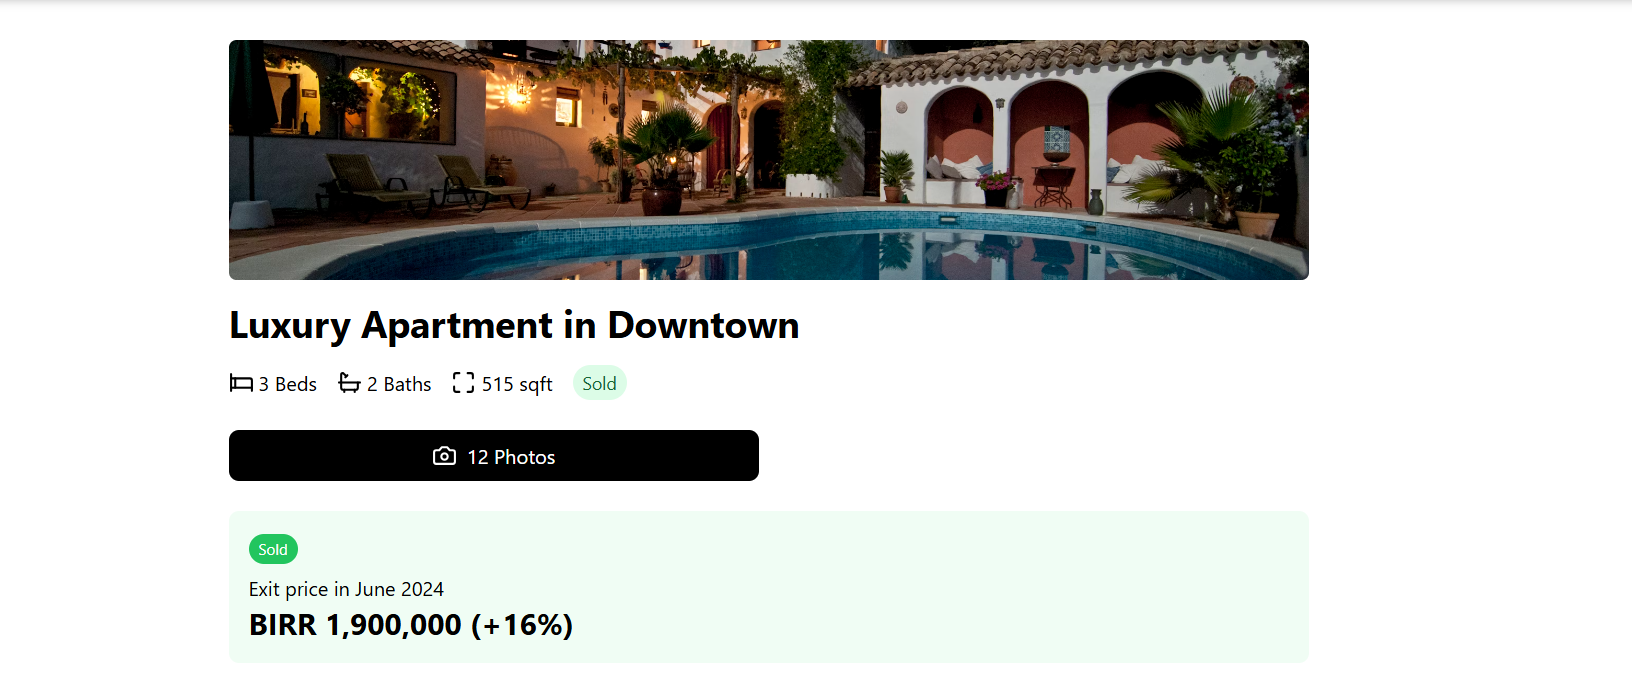 Luxury Apartment in Downtown
3 Beds 2 Baths 515 sqft Sold
12 Photos
Sold
Exit price in June 2024
BIRR 1,900,000 (+16%)